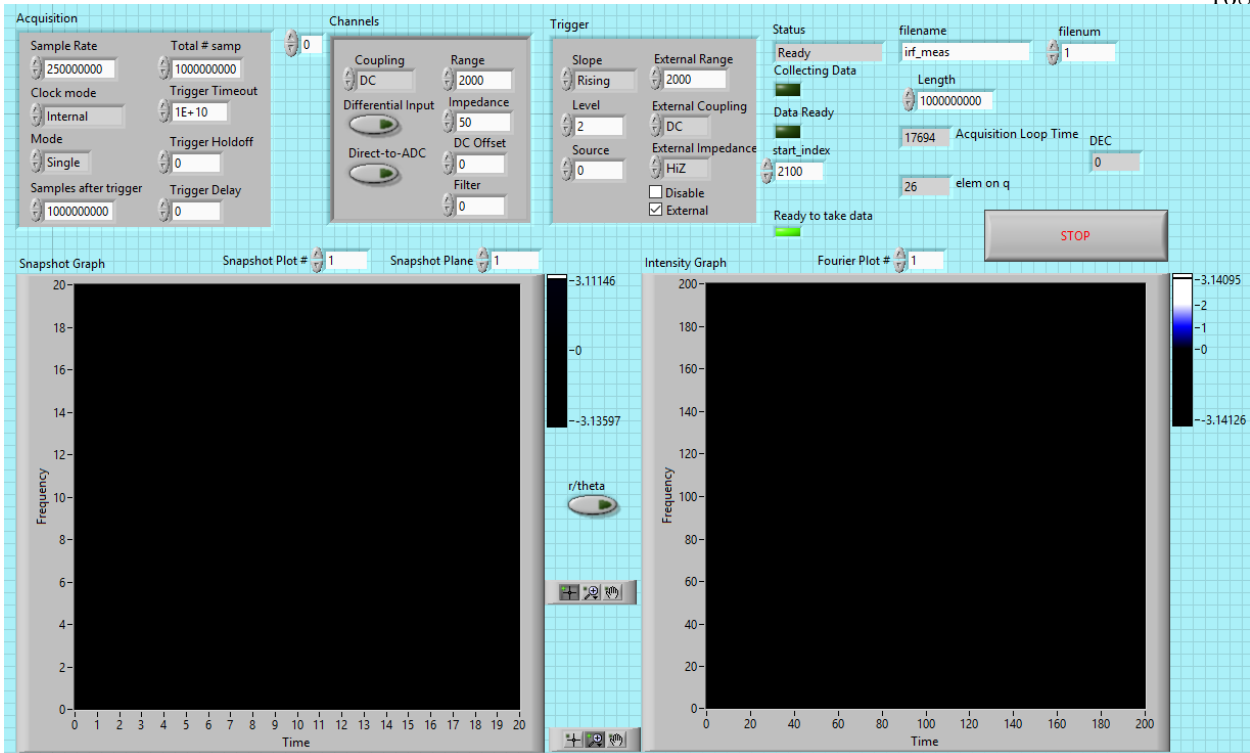 Acquisition
Sample Rate
250000000
Clock mode
Internal
Mode
Single
Samples after trigger
1000000000
Total # samp
1000000000
Trigger Timeout
1E+10
Trigger Holdoff
0
Trigger Delay
0
0
Channels
Coupling
DC
Differential Input
Direct-to-ADC
Range
2000
Impedance
50
DC Offset
0
Filter
0
Trigger
Slope
Rising
Level
2
Source
0
External Range
2000
External Coupling
DC
External Impedance
HiZ
Disable
External
Status
Ready
Collecting Data
Data Ready
start_index
2100
Ready to take data
filename
irf_meas
filenum
1
Length
1000000000
17694 Acquisition Loop Time
DEC
0
26 elem on q
STOP
Snapshot Graph
Snapshot Plot # 1
Snapshot Plane 1
20
18
16
14
12
10
8
6
4
2
0
Frequency
0 1 2 3 4 5 6 7 8 9 10 11 12 13 14 15 16 17 18 19 20
Time
3.11146
0
-3.13597
r/theta
Intensity Graph
Fourier Plot # 1
200
180
160
140
120
100
80
60
40
20
0
Frequency
0 20 40 60 80 100 120 140 160 180 200
Time
3.14095
2
1
0
-3.14126